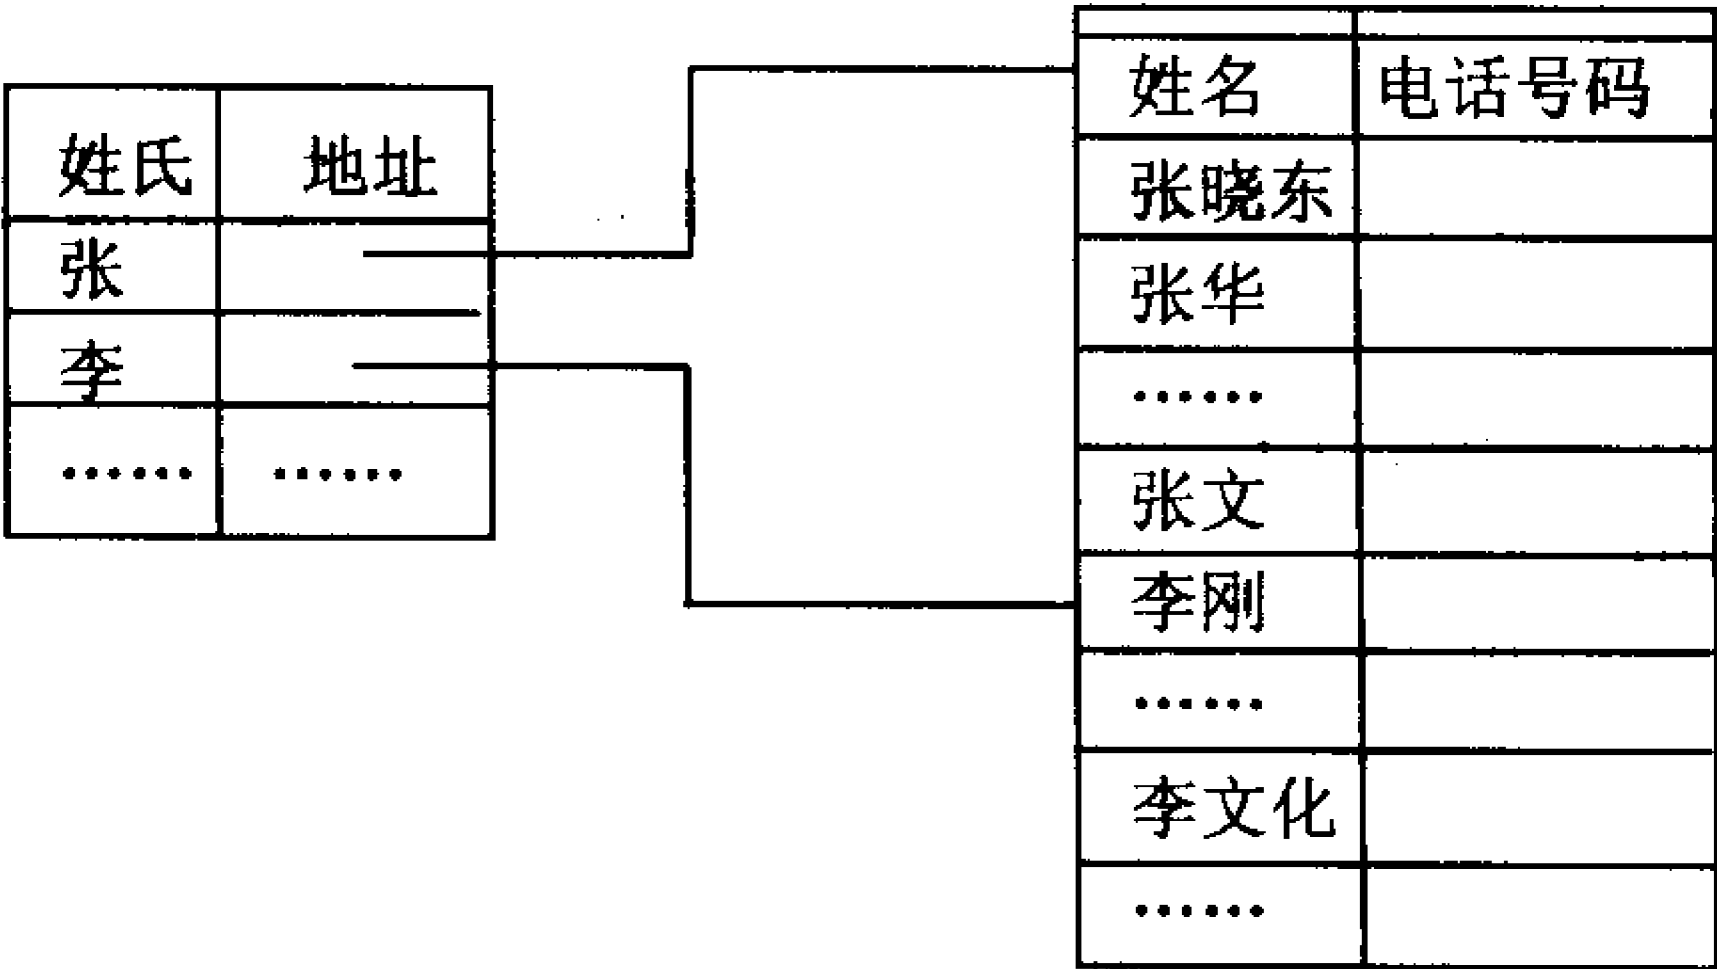 姓氏 地址
张
李
…… ……
姓名 电话号码
张晓东
张华
……
张文
李刚
……
李文化
……